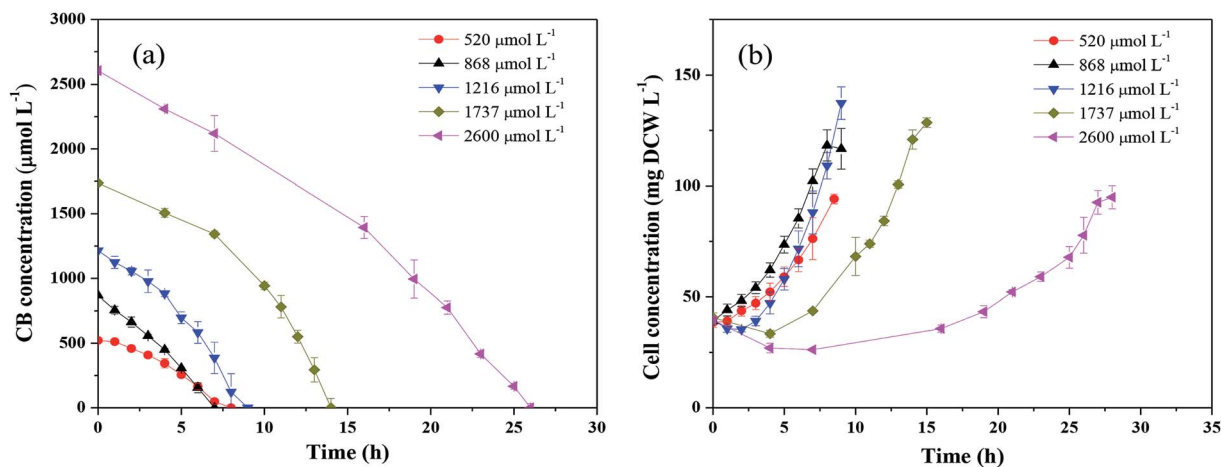 (a)
CB concentration (μmol L⁻¹)
3000
2500
2000
1500
1000
500
0
520 μmol L⁻¹
868 μmol L⁻¹
1216 μmol L⁻¹
1737 μmol L⁻¹
2600 μmol L⁻¹
0 5 10 15 20 25 30
Time (h)
(b)
Cell concentration (mg DCW L⁻¹)
150
100
50
0
520 μmol L⁻¹
868 μmol L⁻¹
1216 μmol L⁻¹
1737 μmol L⁻¹
2600 μmol L⁻¹
0 5 10 15 20 25 30 35
Time (h)